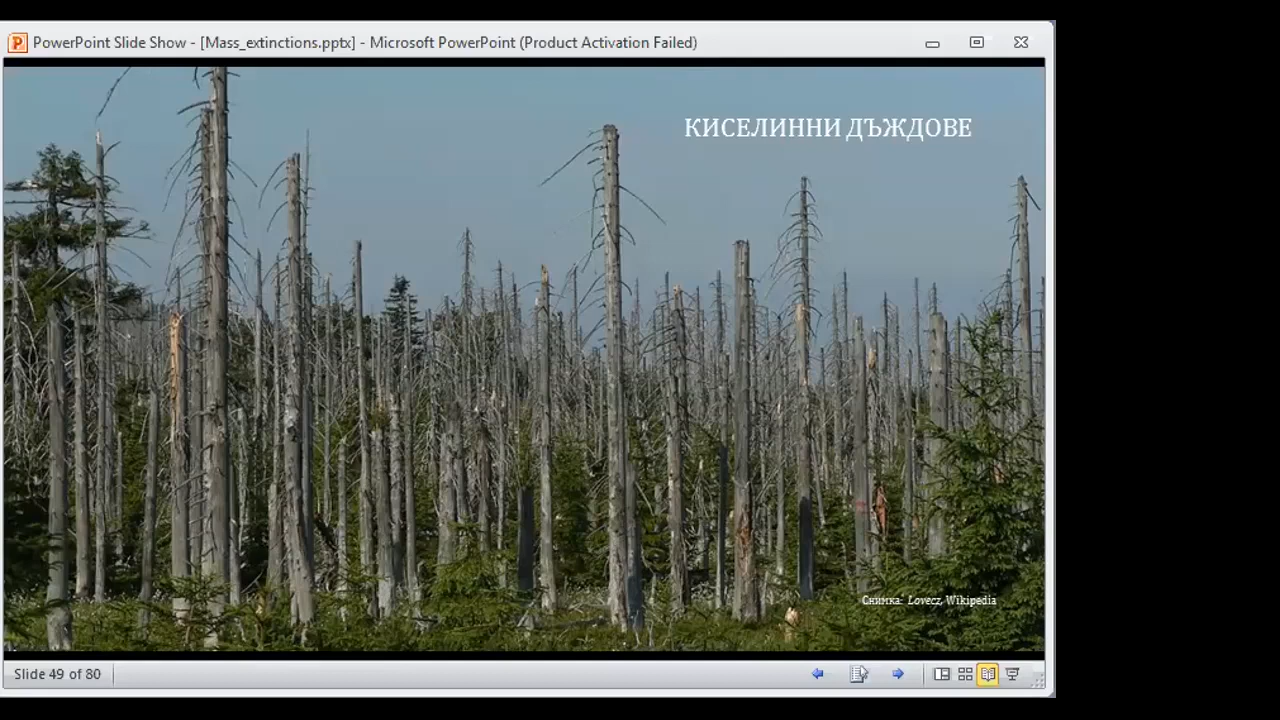 PowerPoint Slide Show - [Mass_extinctions.pptx] - Microsoft PowerPoint (Product Activation Failed)
КИСЕЛИННИ ДЪЖДОВЕ
Снимка: Lovecz, Wikipedia
Slide 49 of 80